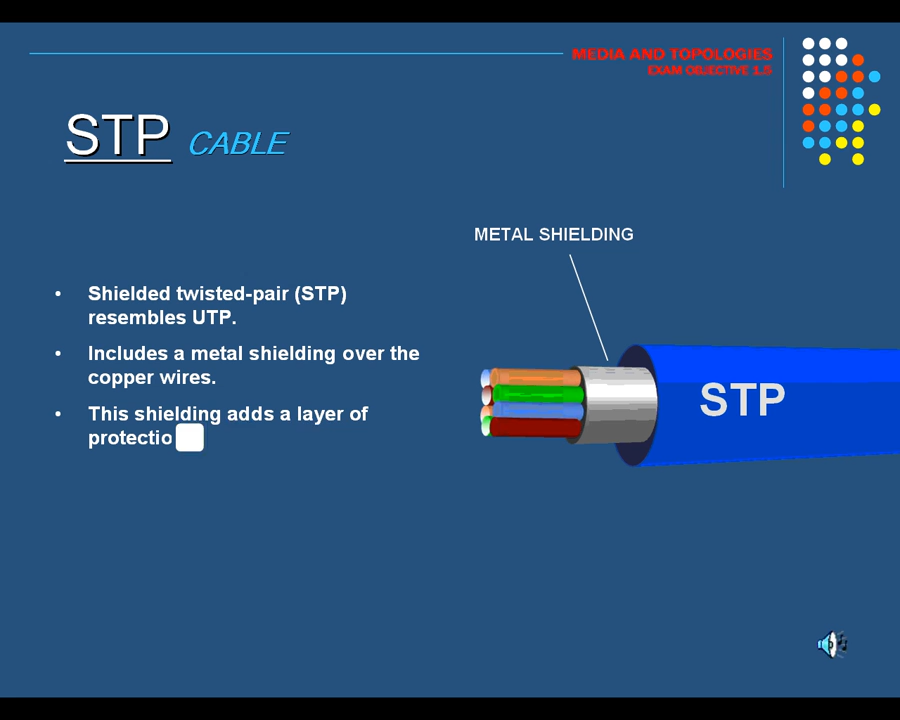 MEDIA AND TOPOLOGIES
EXAM OBJECTIVE 1.5
STP CABLE
METAL SHIELDING
• Shielded twisted-pair (STP)
resembles UTP.
• Includes a metal shielding over the
copper wires.
• This shielding adds a layer of
protectio
STP